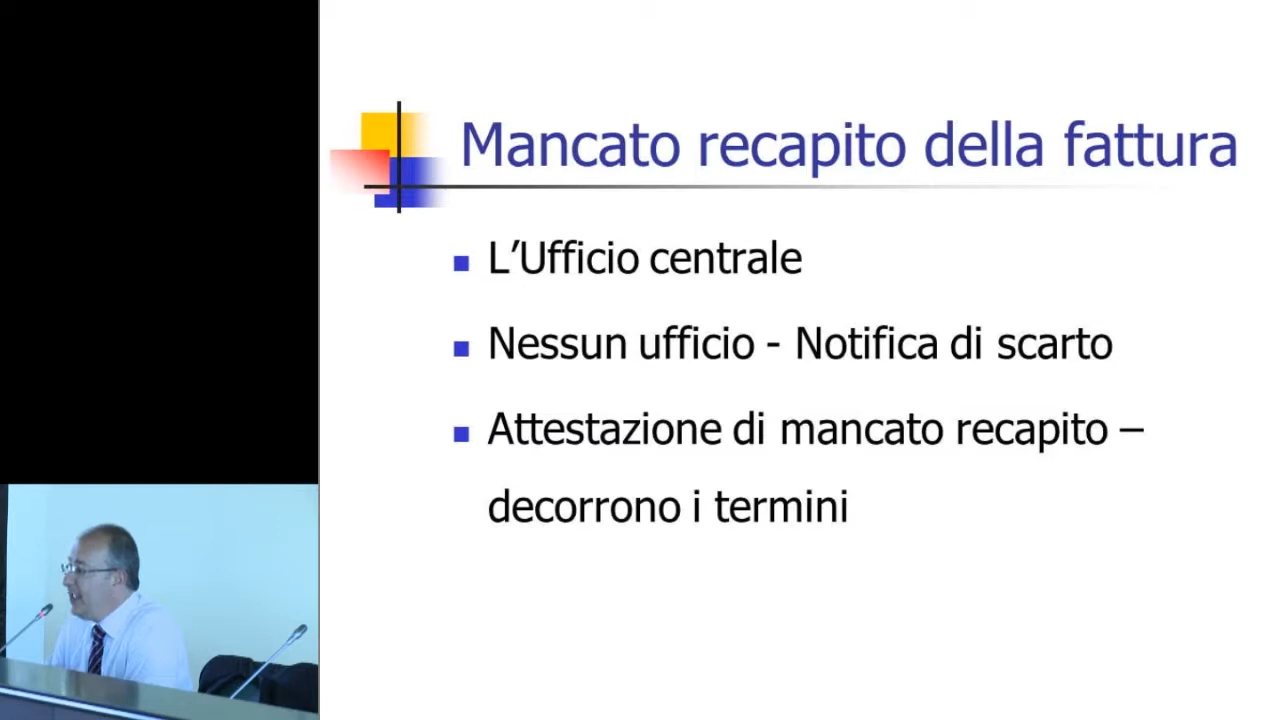 Mancato recapito della fattura
L’Ufficio centrale
Nessun ufficio - Notifica di scarto
Attestazione di mancato recapito –
decorrono i termini